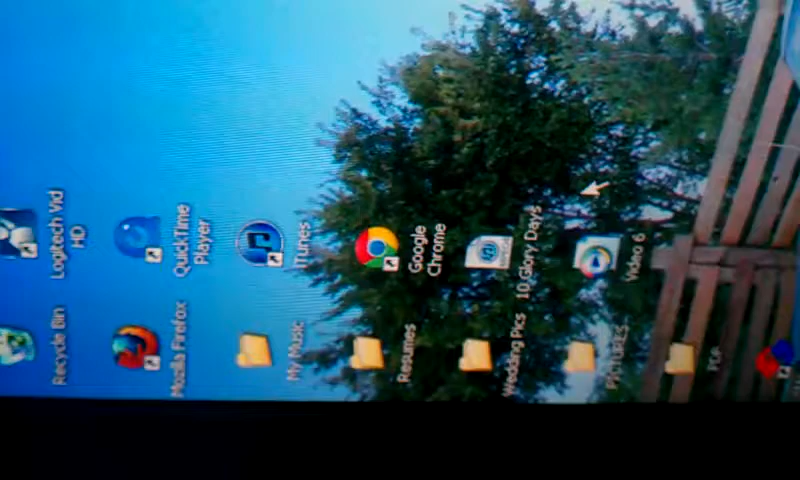 Recycle Bin
Mozilla Firefox
My Music
Resumes
Wedding Pics
PICTURES
Logitech Vid
HD
QuickTime
Player
iTunes
Google
Chrome
10 Glory Days
Video 6